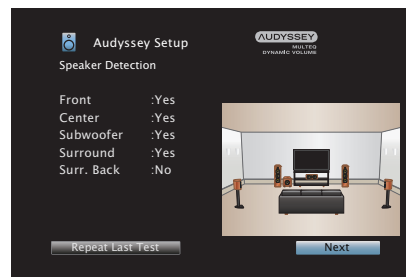 Audyssey Setup
AUDYSSEY
MULTEQ
DYNAMIC VOLUME
Speaker Detection
Front :Yes
Center :Yes
Subwoofer :Yes
Surround :Yes
Surr. Back :No
Repeat Last Test
Next